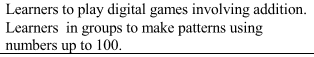 Learners to play digital games involving addition.
Learners in groups to make patterns using
numbers up to 100.